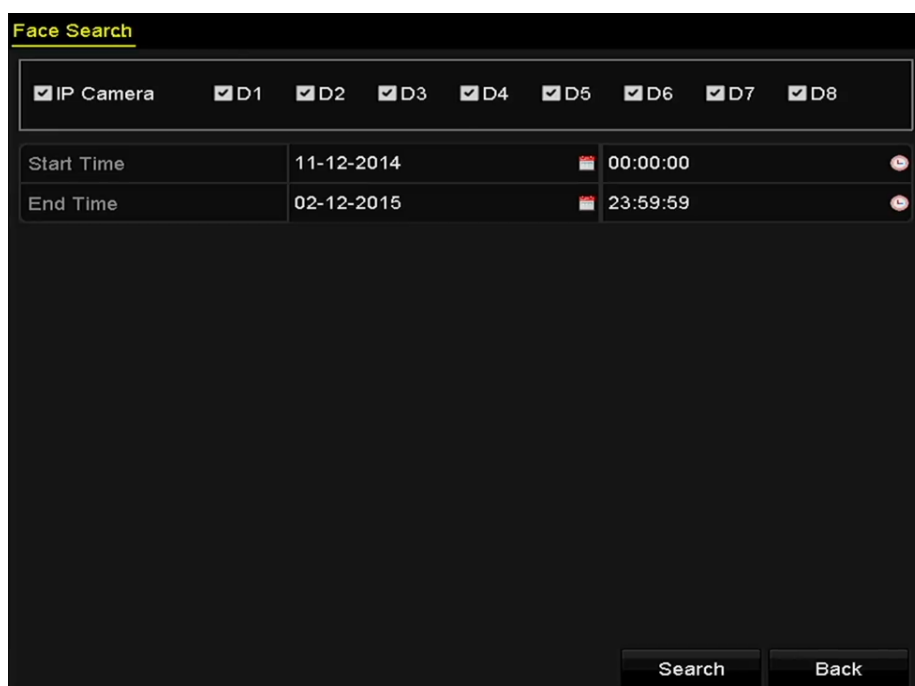 Face Search
IP Camera D1 D2 D3 D4 D5 D6 D7 D8
Start Time 11-12-2014 00:00:00
End Time 02-12-2015 23:59:59
Search Back